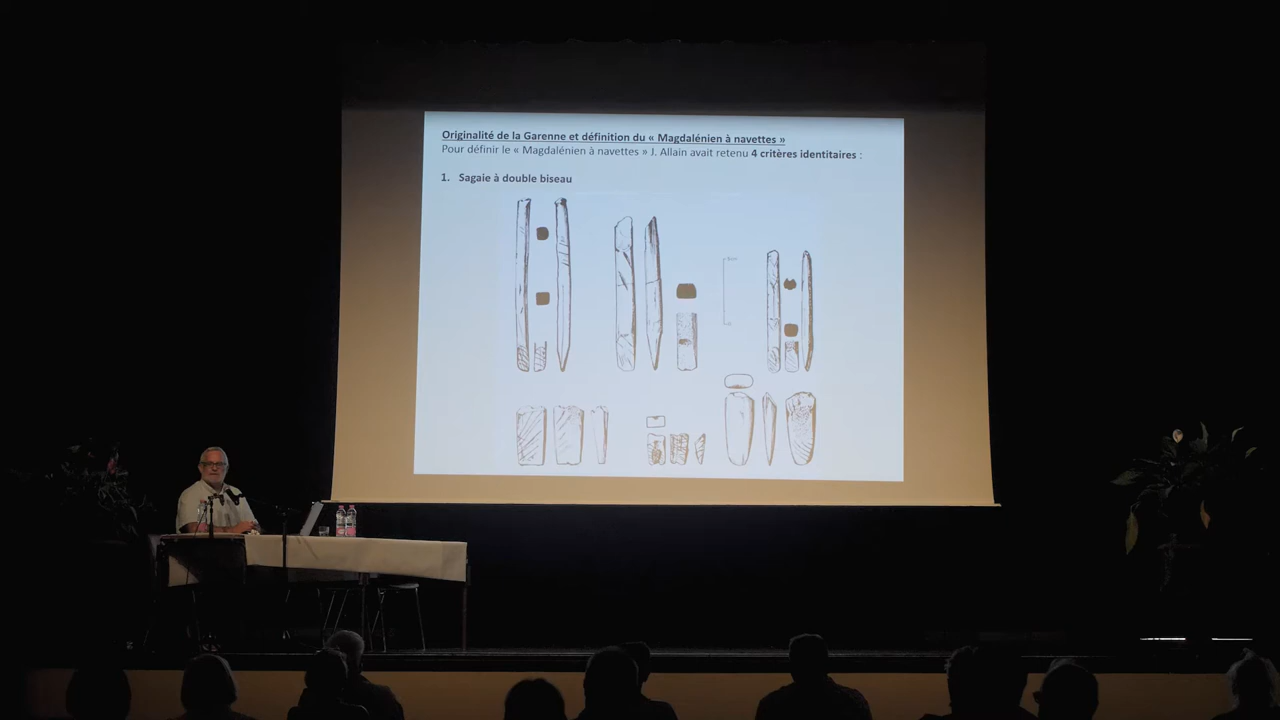 Originalité de la Garenne et définition du « Magdalénien à navettes »
Pour définir le « Magdalénien à navettes » J. Allain avait retenu 4 critères identitaires :
1. Sagaie à double biseau